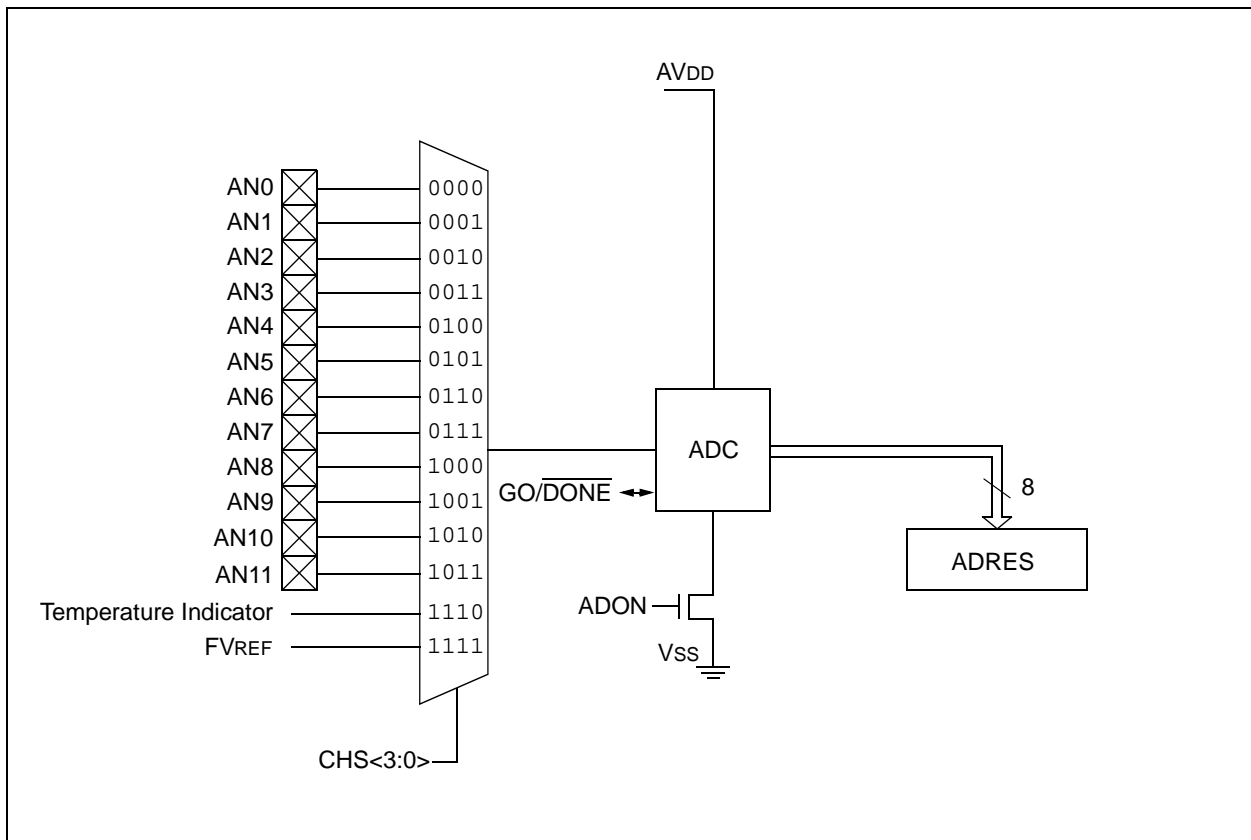 AVDD
AN0 0000
AN1 0001
AN2 0010
AN3 0011
AN4 0100
AN5 0101
AN6 0110
AN7 0111
ADC
AN8 1000
GO/DONE
8
AN9 1001
AN10 1010
ADRES
AN11 1011
ADON
Temperature Indicator 1110
FVREF 1111
VSS
CHS<3:0>